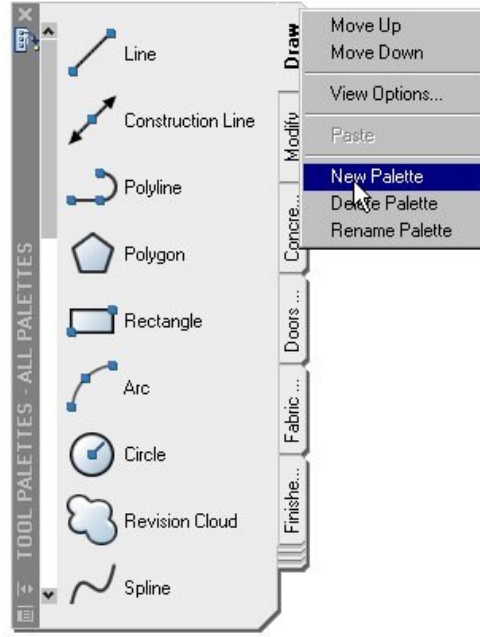 TOOL PALETTES - ALL PALETTES
Line
Construction Line
Polyline
Polygon
Rectangle
Arc
Circle
Revision Cloud
Spline
Draw
Modify
Concre...
Doors ...
Fabric ...
Finishe...
Move Up
Move Down
View Options...
Paste
New Palette
Delete Palette
Rename Palette